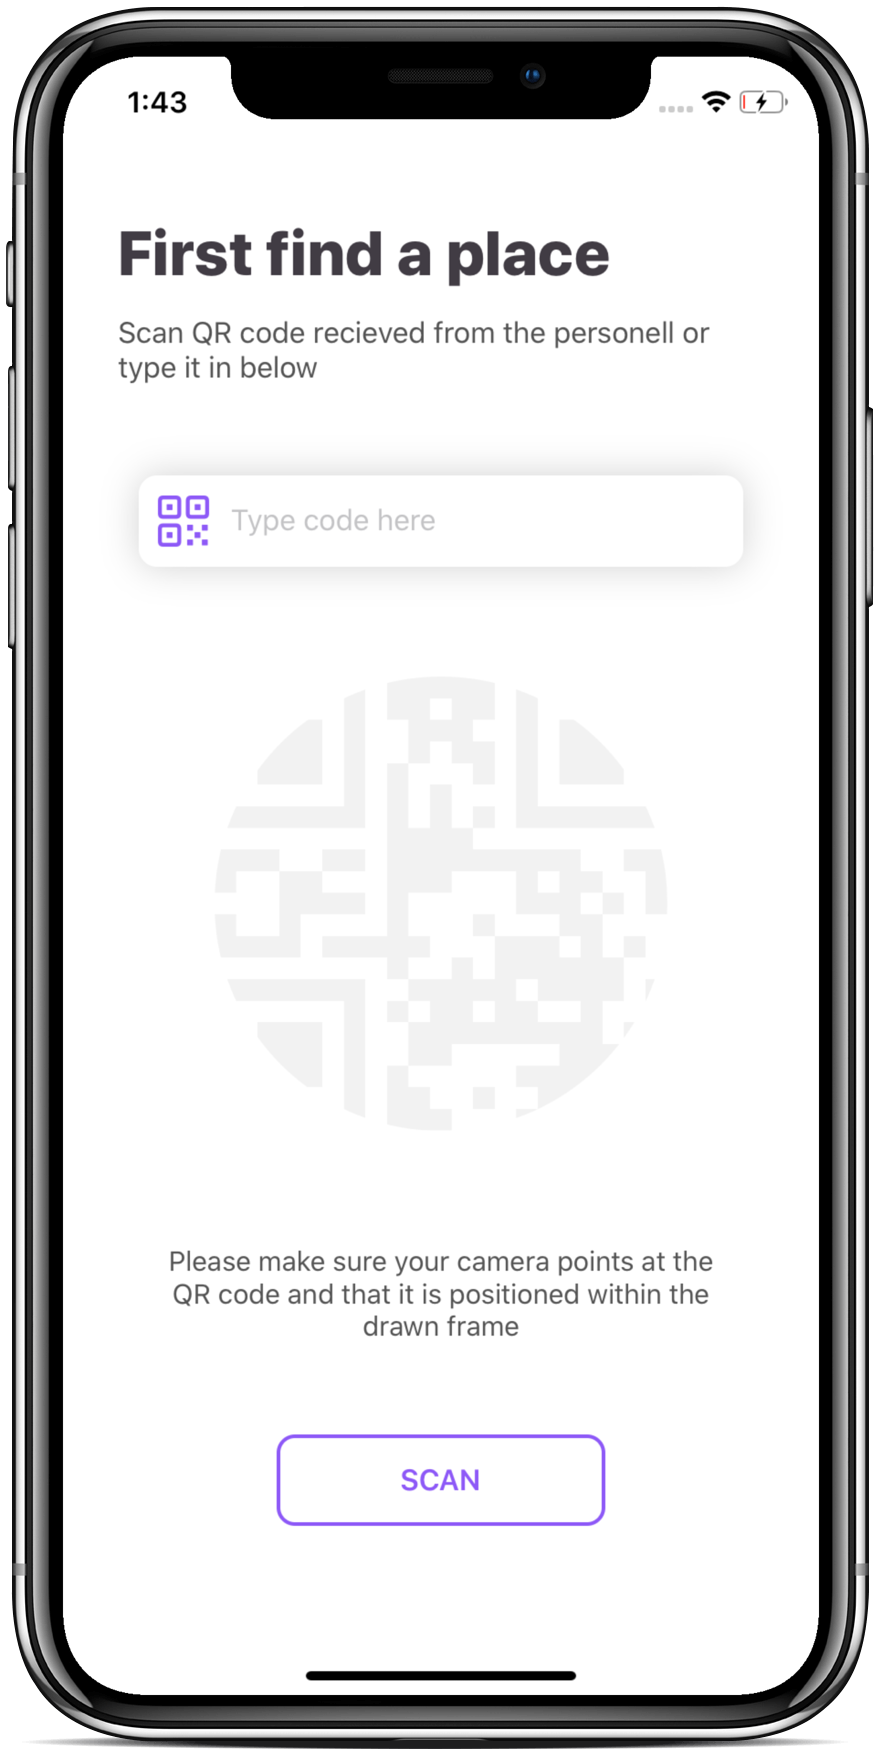 1:43
First find a place
Scan QR code recieved from the personell or
type it in below
Type code here
Please make sure your camera points at the
QR code and that it is positioned within the
drawn frame
SCAN